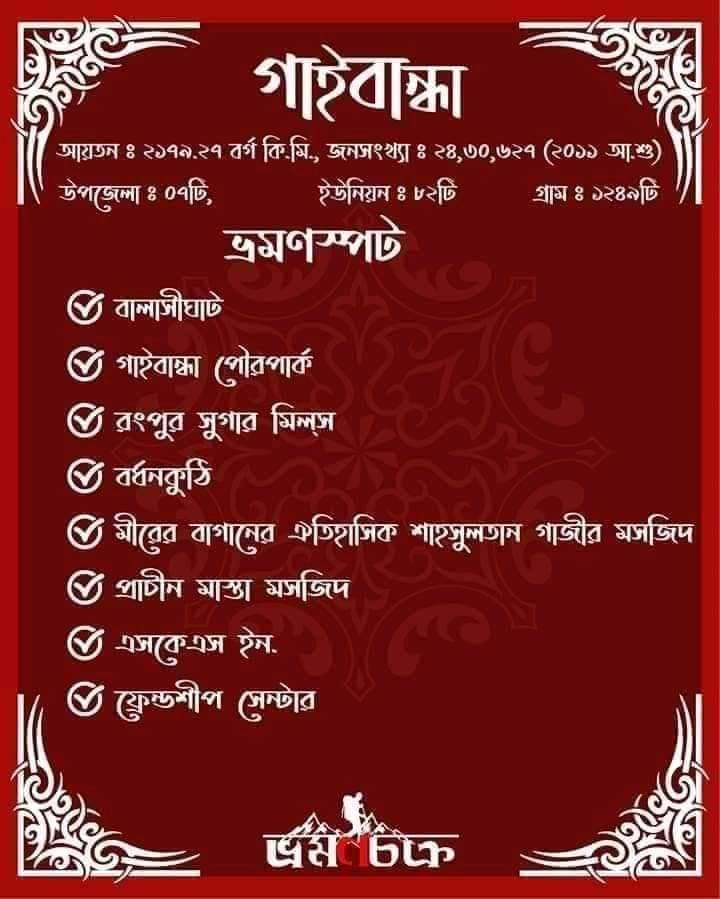 গাইবান্ধা
আয়তন ঃ ২১৭৯.২৭ বর্গ কি.মি., জনসংখ্যা ঃ ২৪,৩০,৬২৭ (২০১১ আ.শু)
উপজেলা ঃ ০৭টি, ইউনিয়ন ঃ ৮২টি গ্রাম ঃ ১২৪৯টি
ভ্রমণস্পট
বালাসীঘাট
গাইবান্ধা পৌরপার্ক
রংপুর সুগার মিল্‌স
বর্ধনকুঠি
মীরের বাগানের ঐতিহাসিক শাহসুলতান গাজীর মসজিদ
প্রাচীন মাস্তা মসজিদ
এসকেএস ইন.
ফ্রেন্ডশীপ সেন্টার
ভ্রমণচক্র